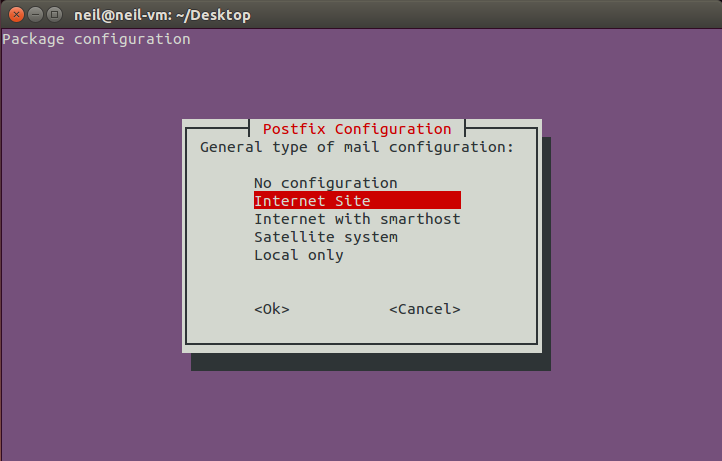 neil@neil-vm: ~/Desktop
Package configuration
Postfix Configuration
General type of mail configuration:
No configuration
Internet Site
Internet with smarthost
Satellite system
Local only
<Ok> <Cancel>